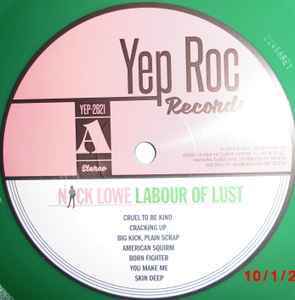 Yep Roc
Records
YEP-2621
A
Stereo
NICK LOWE LABOUR OF LUST
CRUEL TO BE KIND
CRACKING UP
BIG KICK, PLAIN SCRAP
AMERICAN SQUIRM
BORN FIGHTER
YOU MAKE ME
SKIN DEEP
10/1/2